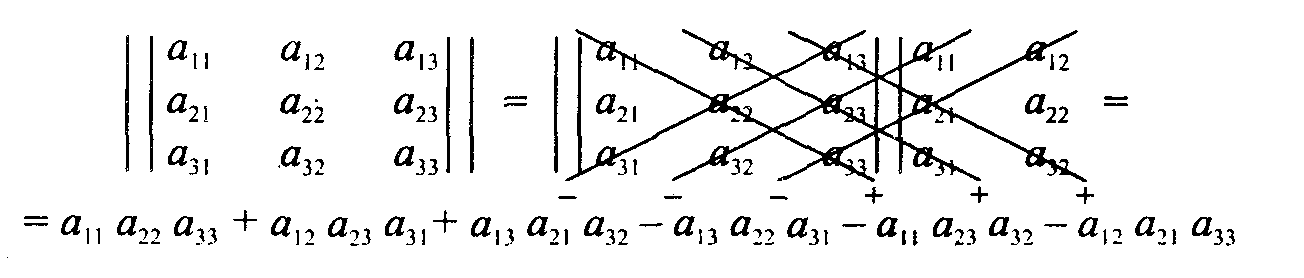 || a₁₁ a₁₂ a₁₃ || || a₁₁ a₁₂ a₁₃ || a₁₁ a₁₂
|| a₂₁ a₂₂ a₂₃ || = || a₂₁ a₂₂ a₂₃ || a₂₁ a₂₂ =
|| a₃₁ a₃₂ a₃₃ || || a₃₁ a₃₂ a₃₃ || a₃₁ a₃₂
− − − + + +
= a₁₁ a₂₂ a₃₃ + a₁₂ a₂₃ a₃₁ + a₁₃ a₂₁ a₃₂ − a₁₃ a₂₂ a₃₁ − a₁₁ a₂₃ a₃₂ − a₁₂ a₂₁ a₃₃